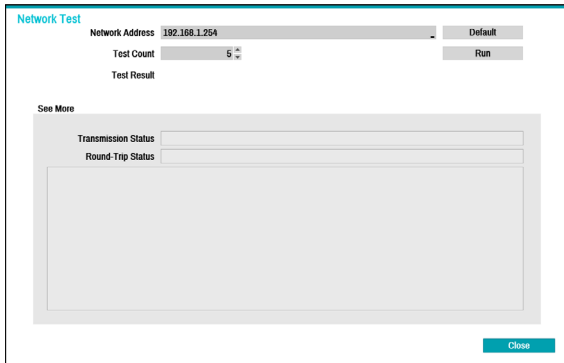 Network Test
Network Address 192.168.1.254 Default
Test Count 5 Run
Test Result
See More
Transmission Status
Round-Trip Status
Close